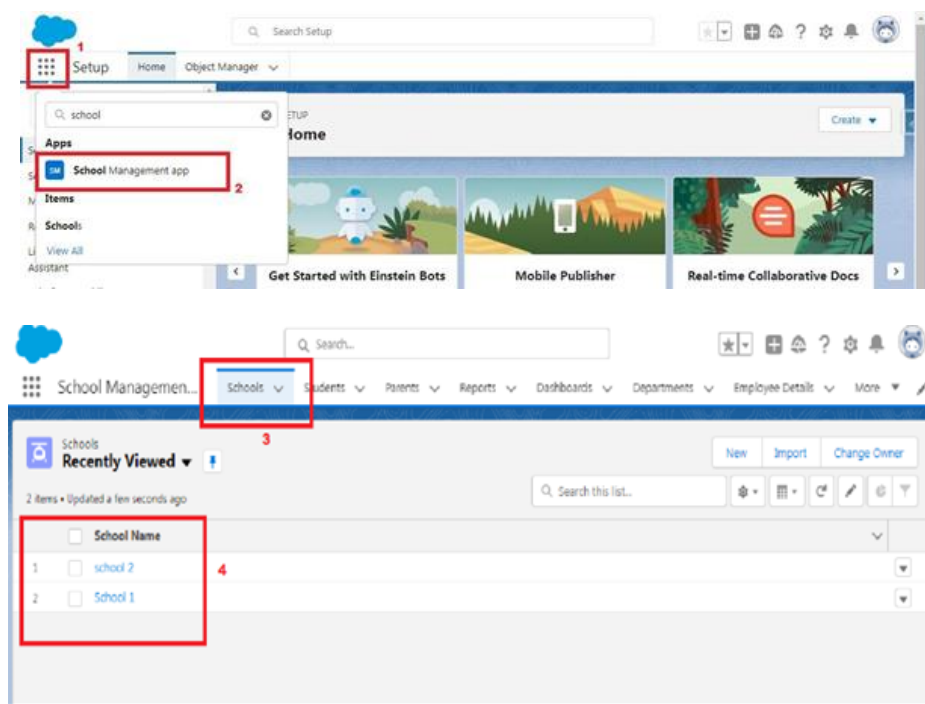 Search Setup
?
1
Setup Home Object Manager
school
SETUP
Home
Create
Apps
SM School Management app
2
Items
Schools
View All
Assistant
Get Started with Einstein Bots Mobile Publisher Real-time Collaborative Docs
Search...
?
School Managemen... Schools Students Parents Reports Dashboards Departments Employee Details More
3
Schools
Recently Viewed
New Import Change Owner
2 items • Updated a few seconds ago
Search this list...
School Name
4
1 school 2
2 School 1